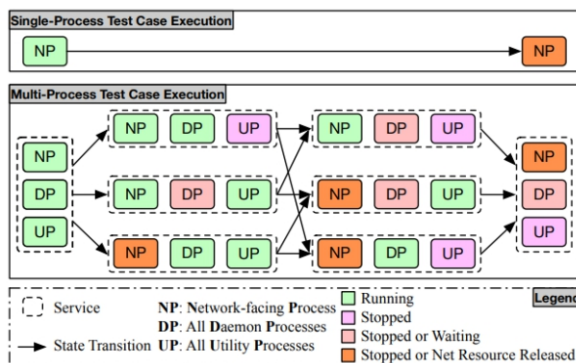 Single-Process Test Case Execution
NP NP
Multi-Process Test Case Execution
NP DP UP NP DP UP
NP NP
DP NP DP UP NP DP UP DP
UP UP
NP DP UP NP DP UP
Legend
Service NP: Network-facing Process Running
DP: All Daemon Processes Stopped
State Transition UP: All Utility Processes Stopped or Waiting
Stopped or Net Resource Released